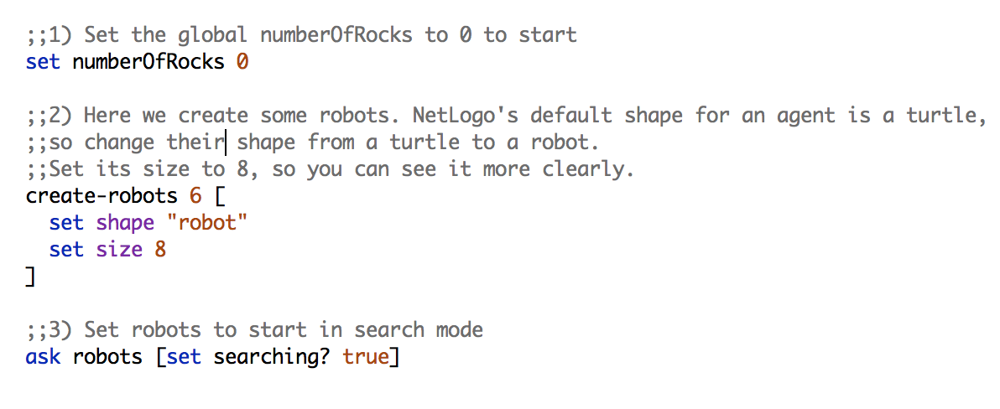 ;;1) Set the global numberOfRocks to 0 to start
set numberOfRocks 0
;;2) Here we create some robots. NetLogo's default shape for an agent is a turtle,
;;so change their shape from a turtle to a robot.
;;Set its size to 8, so you can see it more clearly.
create-robots 6 [
  set shape "robot"
  set size 8
]
;;3) Set robots to start in search mode
ask robots [set searching? true]